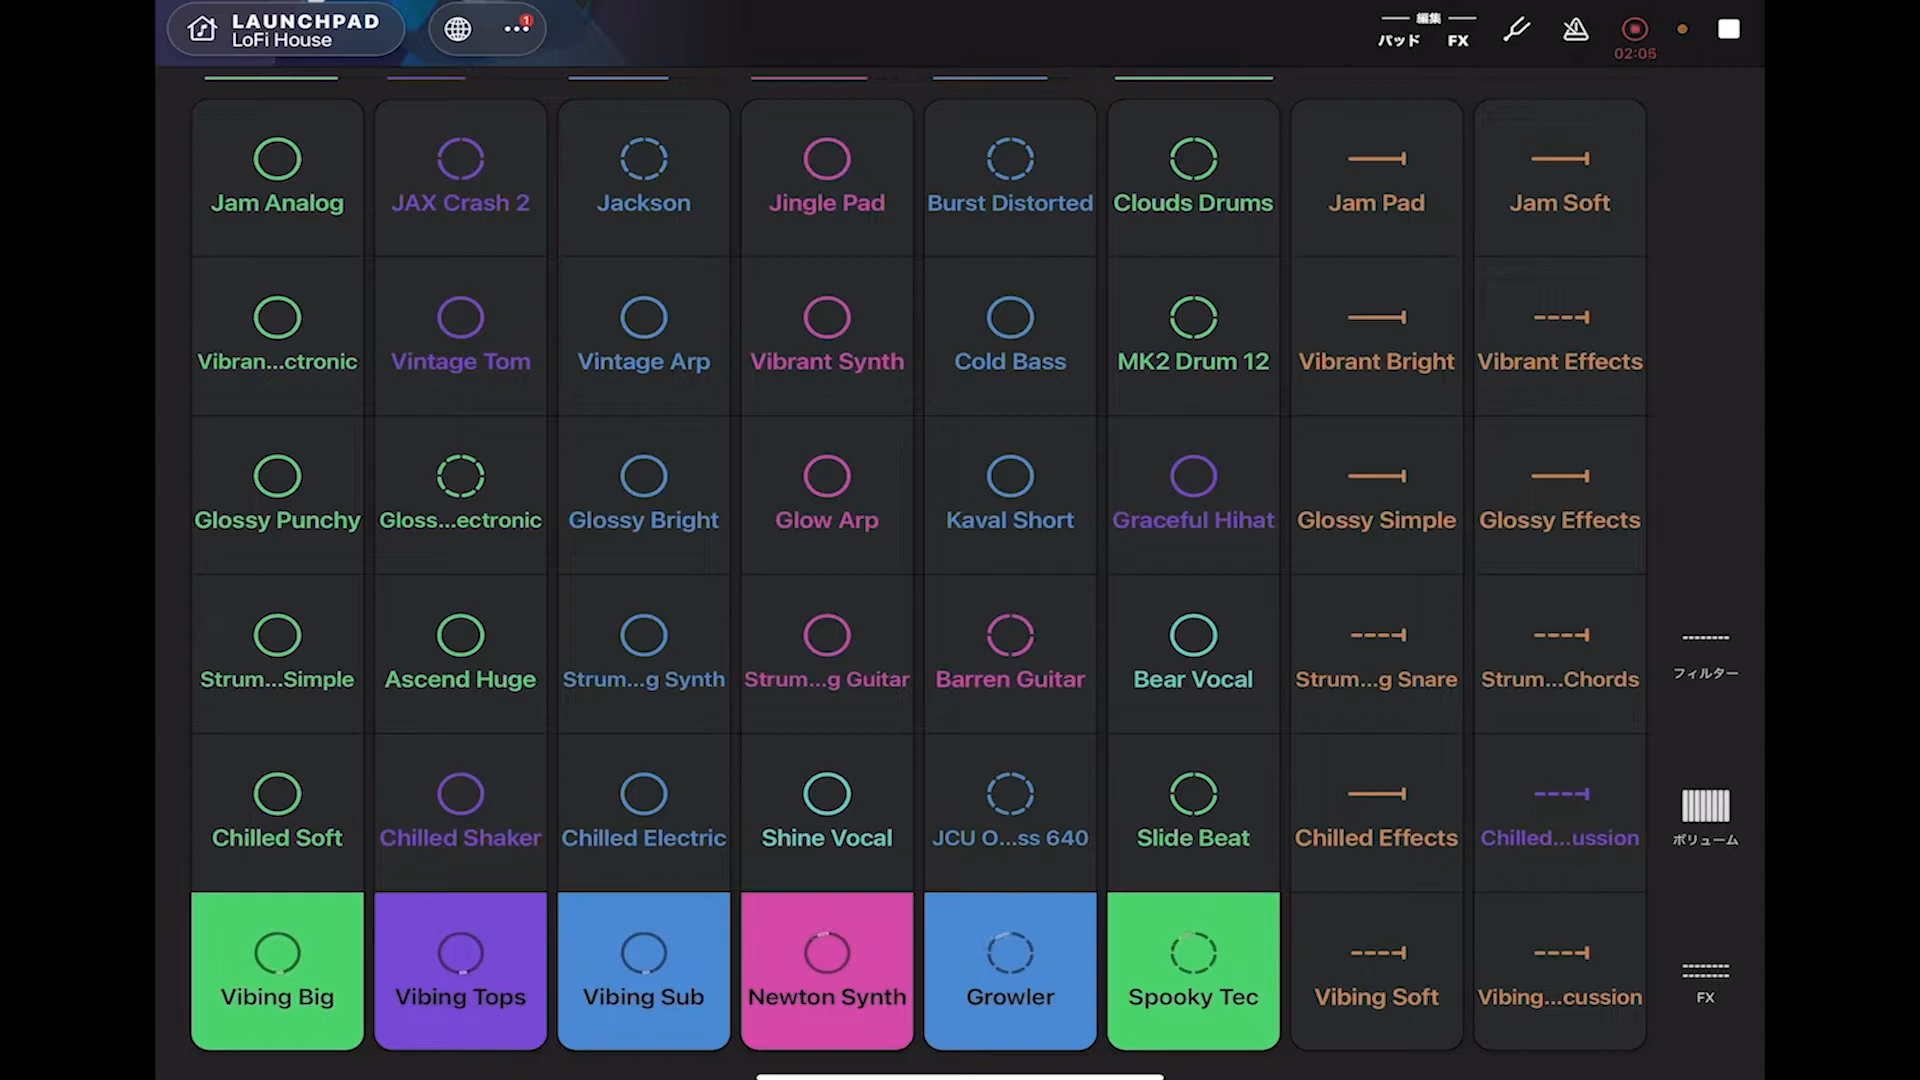 LAUNCHPAD
LoFi House
1
編集
パッド FX
02:05
Jam Analog
JAX Crash 2
Jackson
Jingle Pad
Burst Distorted
Clouds Drums
Jam Pad
Jam Soft
Vibran...ctronic
Vintage Tom
Vintage Arp
Vibrant Synth
Cold Bass
MK2 Drum 12
Vibrant Bright
Vibrant Effects
Glossy Punchy
Gloss...ectronic
Glossy Bright
Glow Arp
Kaval Short
Graceful Hihat
Glossy Simple
Glossy Effects
Strum...Simple
Ascend Huge
Strum...g Synth
Strum...g Guitar
Barren Guitar
Bear Vocal
Strum...g Snare
Strum...Chords
フィルター
Chilled Soft
Chilled Shaker
Chilled Electric
Shine Vocal
JCU O...ss 640
Slide Beat
Chilled Effects
Chilled...ussion
ボリューム
Vibing Big
Vibing Tops
Vibing Sub
Newton Synth
Growler
Spooky Tec
Vibing Soft
Vibing...cussion
FX